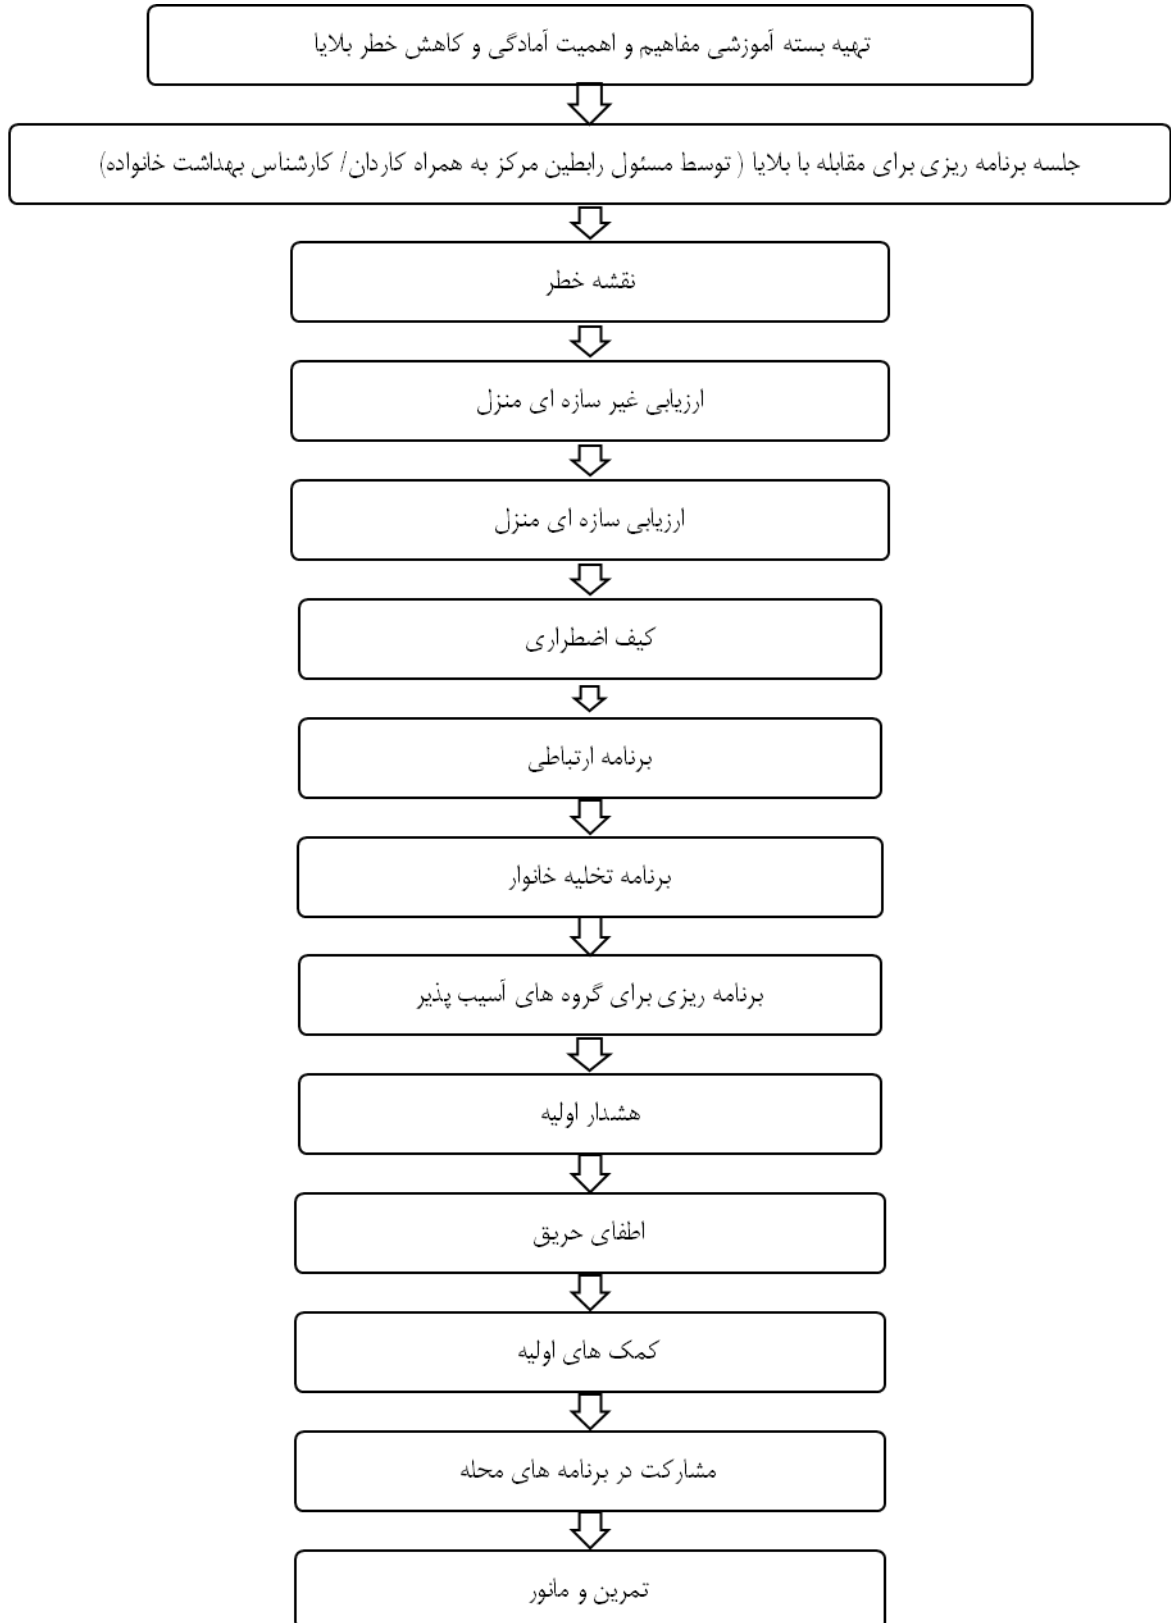 تهیه بسته آموزشی مفاهیم و اهمیت آمادگی و کاهش خطر بلایا
جلسه برنامه ریزی برای مقابله با بلایا ( توسط مسئول رابطین مرکز به همراه کاردان/ کارشناس بهداشت خانواده)
نقشه خطر
ارزیابی غیر سازه ای منزل
ارزیابی سازه ای منزل
کیف اضطراری
برنامه ارتباطی
برنامه تخلیه خانوار
برنامه ریزی برای گروه های آسیب پذیر
هشدار اولیه
اطفای حریق
کمک های اولیه
مشارکت در برنامه های محله
تمرین و مانور